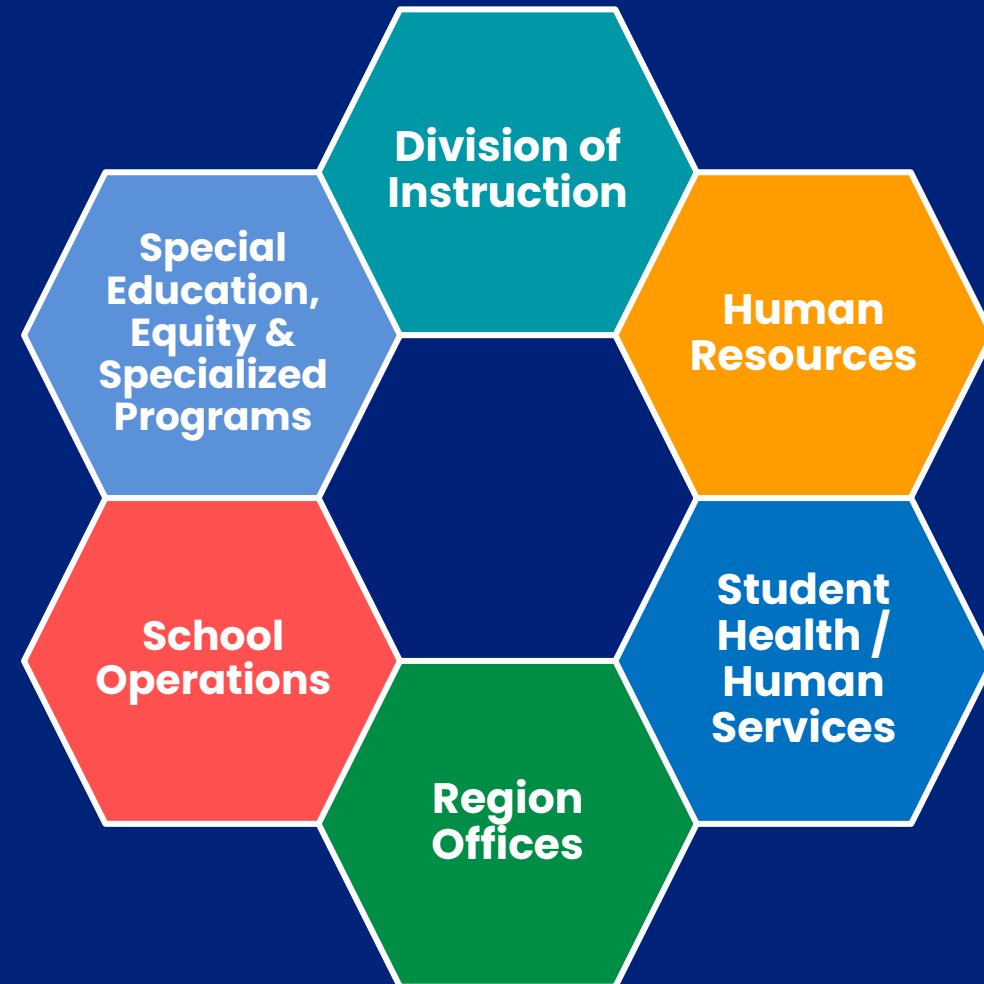 Division of
Instruction
Special
Education,
Equity &
Specialized
Programs
Human
Resources
School
Operations
Student
Health /
Human
Services
Region
Offices